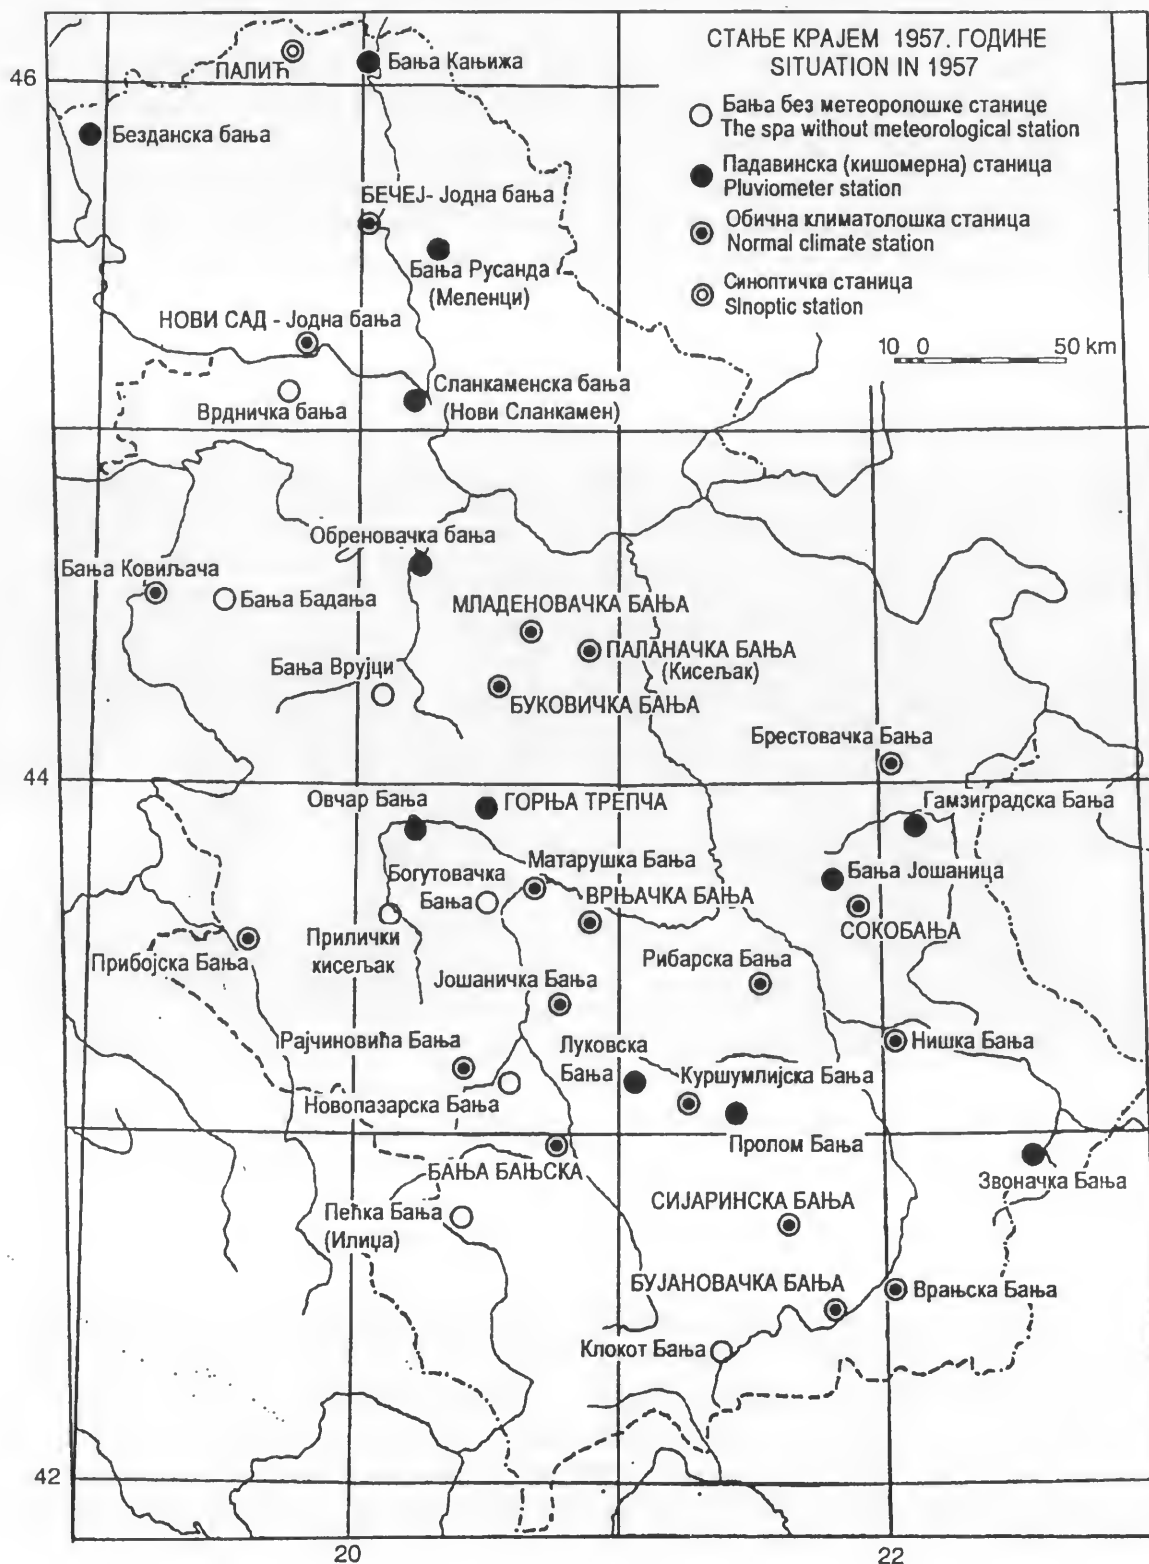 СТАЊЕ КРАЈЕМ 1957. ГОДИНЕ
SITUATION IN 1957
Бања без метеоролошке станице
The spa without meteorological station
Падавинска (кишомерна) станица
Pluviometer station
Обична климатолошка станица
Normal climate station
Синоптичка станица
Sinoptic station
10 0 50 km
46
ПАЛИЋ
Бања Кањижа
Безданска бања
БЕЧЕЈ- Јодна бања
Бања Русанда
(Меленци)
НОВИ САД - Јодна бања
Врдничка бања
Сланкаменска бања
(Нови Сланкамен)
Обреновачка бања
Бања Ковиљача
Бања Бадања
МЛАДЕНОВАЧКА БАЊА
ПАЛАНАЧКА БАЊА
(Кисељак)
Бања Врујци
БУКОВИЧКА БАЊА
Брестовачка Бања
44
Овчар Бања
ГОРЊА ТРЕПЧА
Гамзиградска Бања
Матарушка Бања
Богутовачка
Бања
ВРЊАЧКА БАЊА
Бања Јошаница
СОКОБАЊА
Прилички
кисељак
Прибојска Бања
Рибарска Бања
Јошаничка Бања
Рајчиновића Бања
Луковска
Бања
Нишка Бања
Куршумлијска Бања
Новопазарска Бања
Пролом Бања
БАЊА БАЊСКА
Звоначка Бања
Пећка Бања
(Илиџа)
СИЈАРИНСКА БАЊА
БУЈАНОВАЧКА БАЊА
Врањска Бања
Клокот Бања
42
20
22